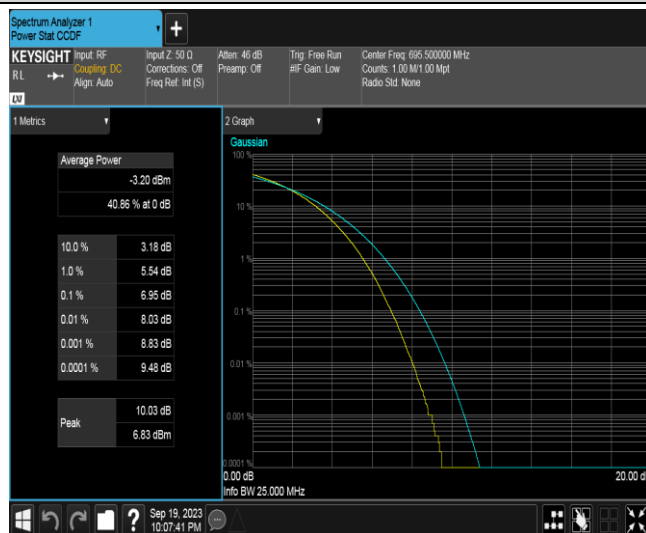 Spectrum Analyzer 1
Power Stat CCDF
+
KEYSIGHT
RL
LXI
Input: RF
Coupling: DC
Align: Auto
Input Z: 50 Ω
Corrections: Off
Freq Ref: Int (S)
Atten: 46 dB
Preamp: Off
Trig: Free Run
#IF Gain: Low
Center Freq: 695.500000 MHz
Counts: 1.00 M/1.00 Mpt
Radio Std: None
1 Metrics
Average Power
-3.20 dBm
40.86 % at 0 dB
10.0 % 3.18 dB
1.0 % 5.54 dB
0.1 % 6.95 dB
0.01 % 8.03 dB
0.001 % 8.83 dB
0.0001 % 9.48 dB
Peak
10.03 dB
6.83 dBm
2 Graph
Gaussian
100 %
10 %
1 %
0.1 %
0.01 %
0.001 %
0.0001 %
0.00 dB
20.00 d
Info BW 25.000 MHz
?
Sep 19, 2023
10:07:41 PM